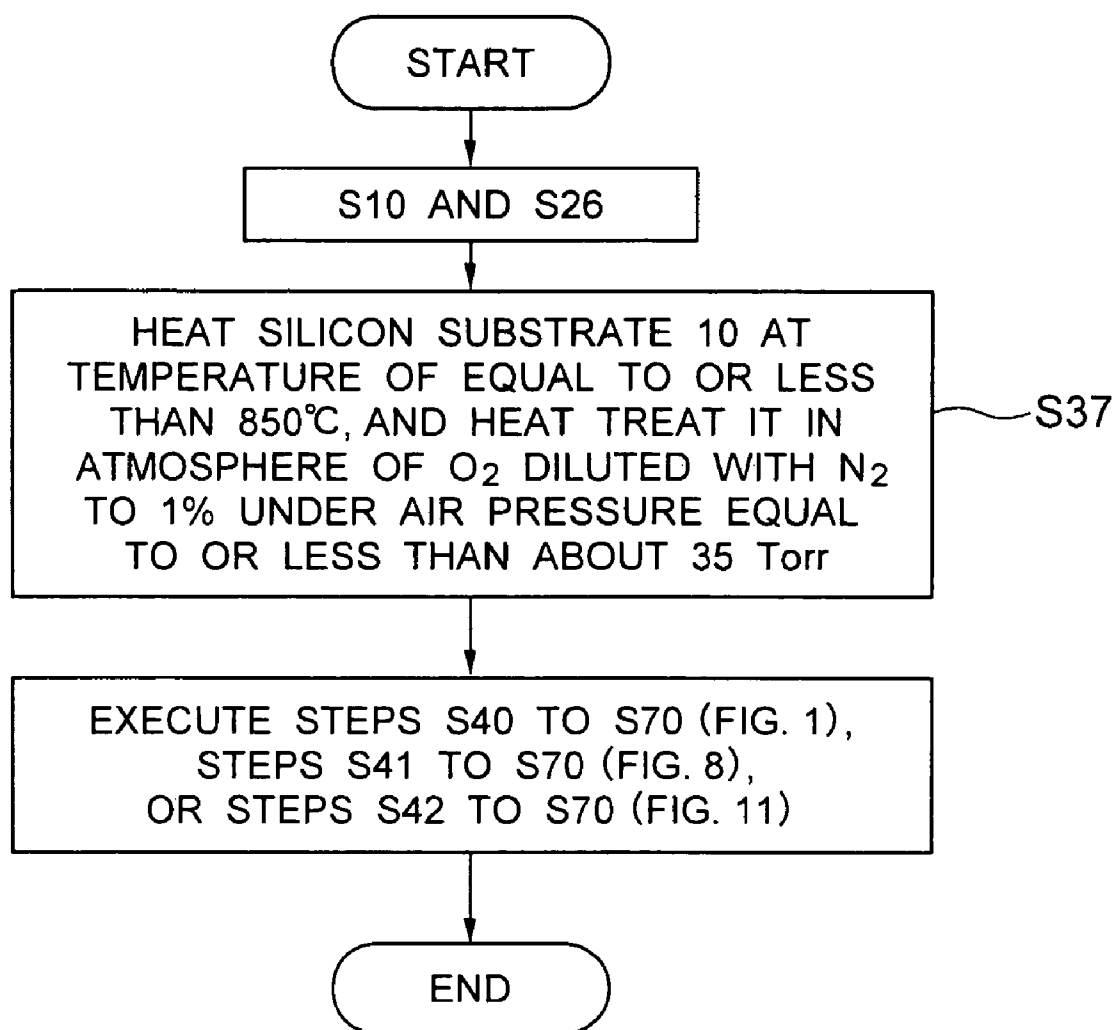 START
S10 AND S26
HEAT SILICON SUBSTRATE 10 AT
TEMPERATURE OF EQUAL TO OR LESS
THAN 850℃, AND HEAT TREAT IT IN
ATMOSPHERE OF O2 DILUTED WITH N2
TO 1% UNDER AIR PRESSURE EQUAL
TO OR LESS THAN ABOUT 35 Torr
S37
EXECUTE STEPS S40 TO S70 (FIG. 1),
STEPS S41 TO S70 (FIG. 8),
OR STEPS S42 TO S70 (FIG. 11)
END